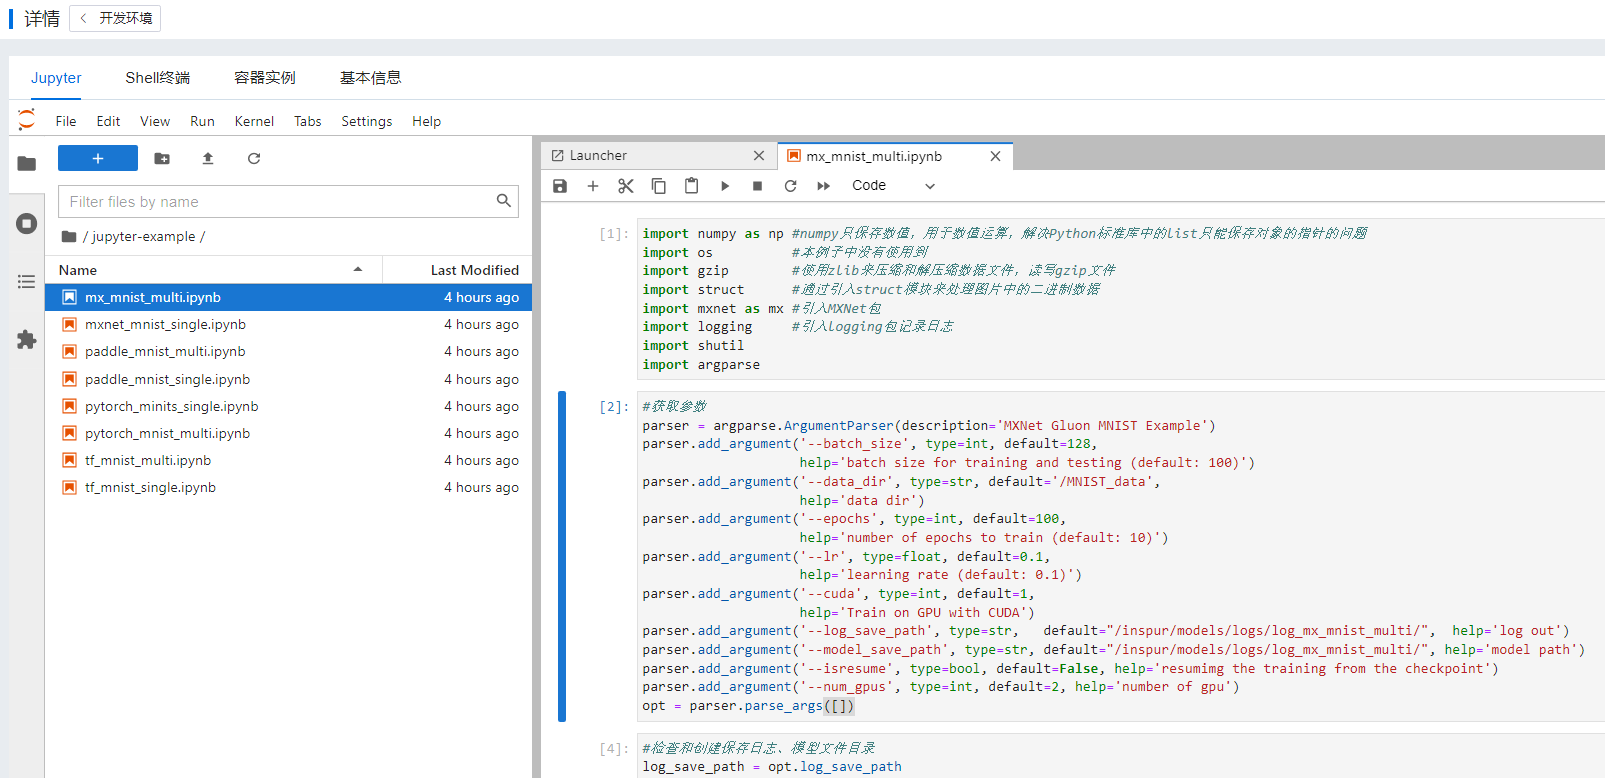 详情 开发环境
Jupyter Shell终端 容器实例 基本信息
File Edit View Run Kernel Tabs Settings Help
Filter files by name
/ jupyter-example /
Name Last Modified
mx_mnist_multi.ipynb 4 hours ago
mxnet_mnist_single.ipynb 4 hours ago
paddle_mnist_multi.ipynb 4 hours ago
paddle_mnist_single.ipynb 4 hours ago
pytorch_minits_single.ipynb 4 hours ago
pytorch_mnist_multi.ipynb 4 hours ago
tf_mnist_multi.ipynb 4 hours ago
tf_mnist_single.ipynb 4 hours ago
Launcher mx_mnist_multi.ipynb
Code
[1]: import numpy as np #numpy只保存数值，用于数值运算，解决Python标准库中的list只能保存对象的指针的问题
import os #本例子中没有使用到
import gzip #使用zlib来压缩和解压缩数据文件，读写gzip文件
import struct #通过引入struct模块来处理图片中的二进制数据
import mxnet as mx #引入MXNet包
import logging #引入logging包记录日志
import shutil
import argparse
[2]: #获取参数
parser = argparse.ArgumentParser(description='MXNet Gluon MNIST Example')
parser.add_argument('--batch_size', type=int, default=128,
help='batch size for training and testing (default: 100)')
parser.add_argument('--data_dir', type=str, default='/MNIST_data',
help='data dir')
parser.add_argument('--epochs', type=int, default=100,
help='number of epochs to train (default: 10)')
parser.add_argument('--lr', type=float, default=0.1,
help='learning rate (default: 0.1)')
parser.add_argument('--cuda', type=int, default=1,
help='Train on GPU with CUDA')
parser.add_argument('--log_save_path', type=str, default="/inspur/models/logs/log_mx_mnist_multi/", help='log out')
parser.add_argument('--model_save_path', type=str, default="/inspur/models/logs/log_mx_mnist_multi/", help='model path')
parser.add_argument('--isresume', type=bool, default=False, help='resumimg the training from the checkpoint')
parser.add_argument('--num_gpus', type=int, default=2, help='number of gpu')
opt = parser.parse_args([])
[4]: #检查和创建保存日志、模型文件目录
log_save_path = opt.log_save_path